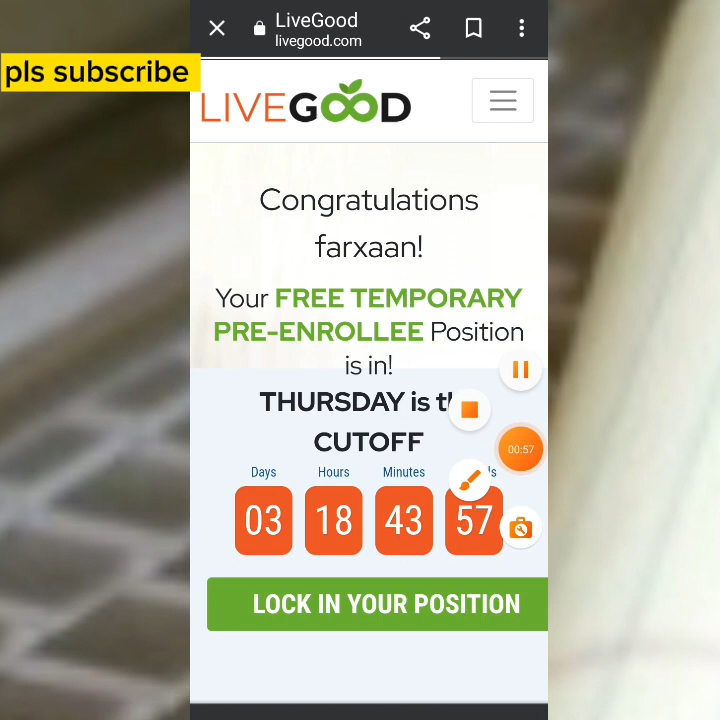 LiveGood
livegood.com
pls subscribe
LIVEGOOD
Congratulations
farxaan!
Your FREE TEMPORARY
PRE-ENROLLEE Position
is in!
THURSDAY is
CUTOFF
Days Hours Minutes
03 18 43 57
00:57
LOCK IN YOUR POSITION